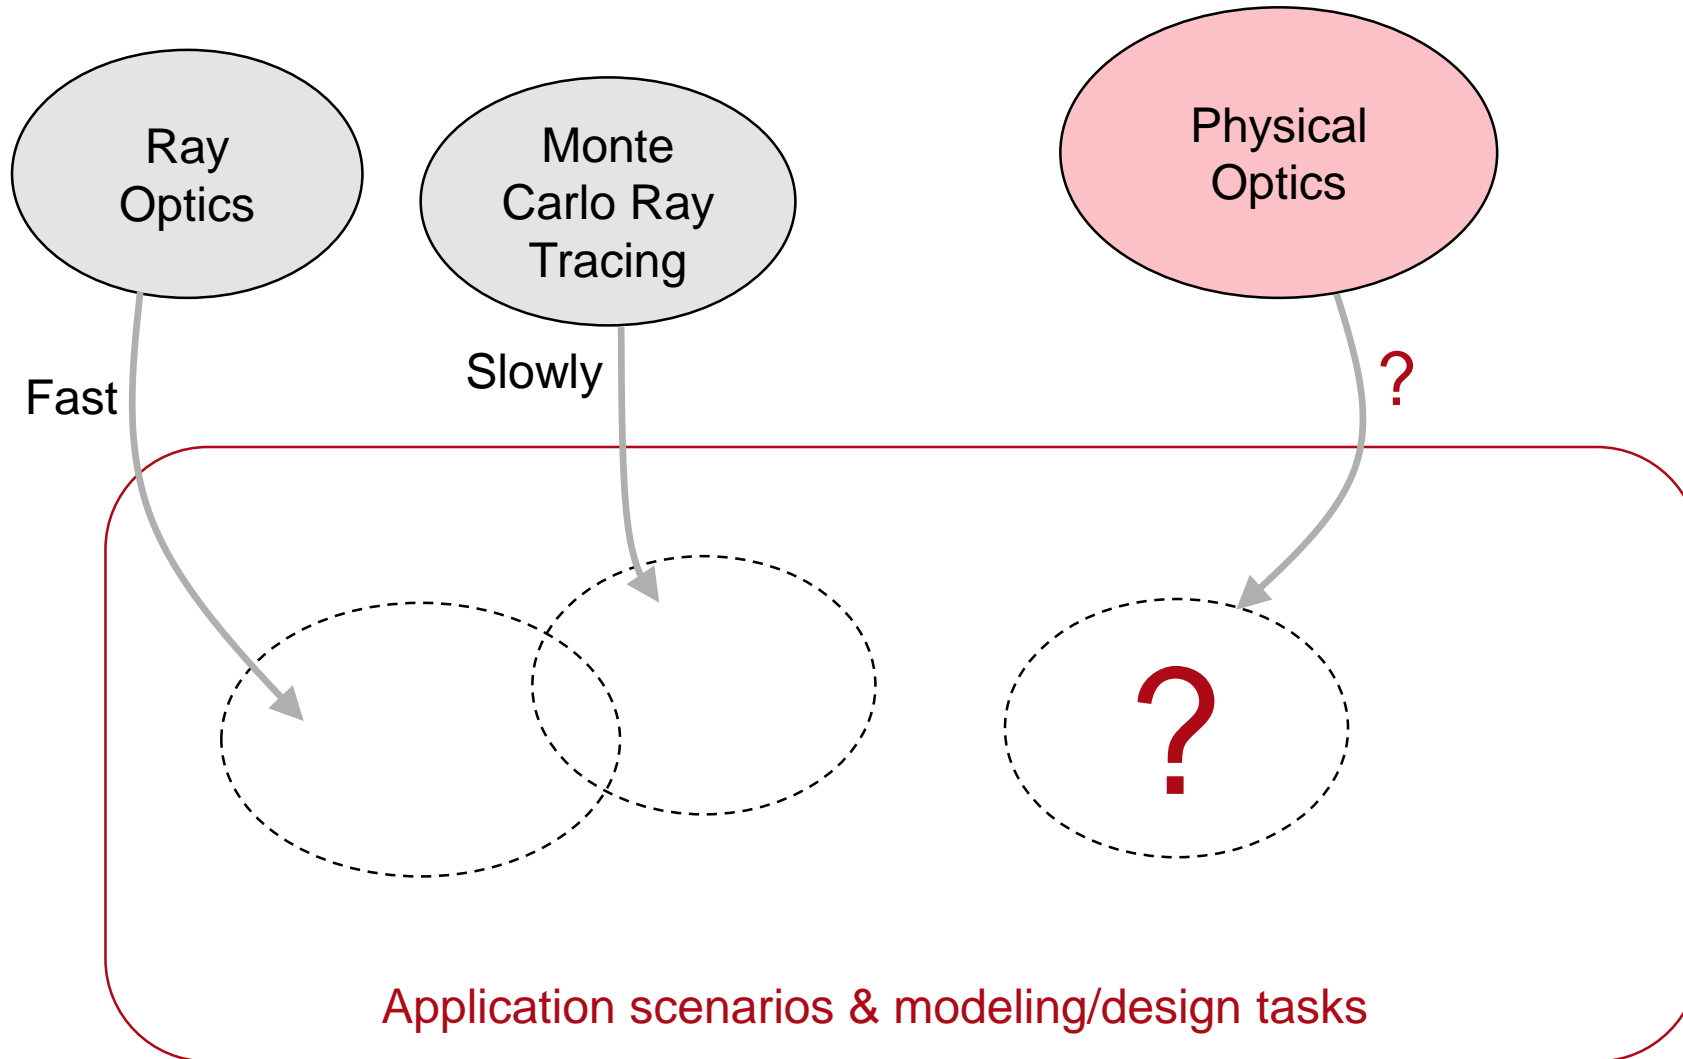 Ray
Optics
Monte
Carlo Ray
Tracing
Physical
Optics
Fast
Slowly
?
?
Application scenarios & modeling/design tasks